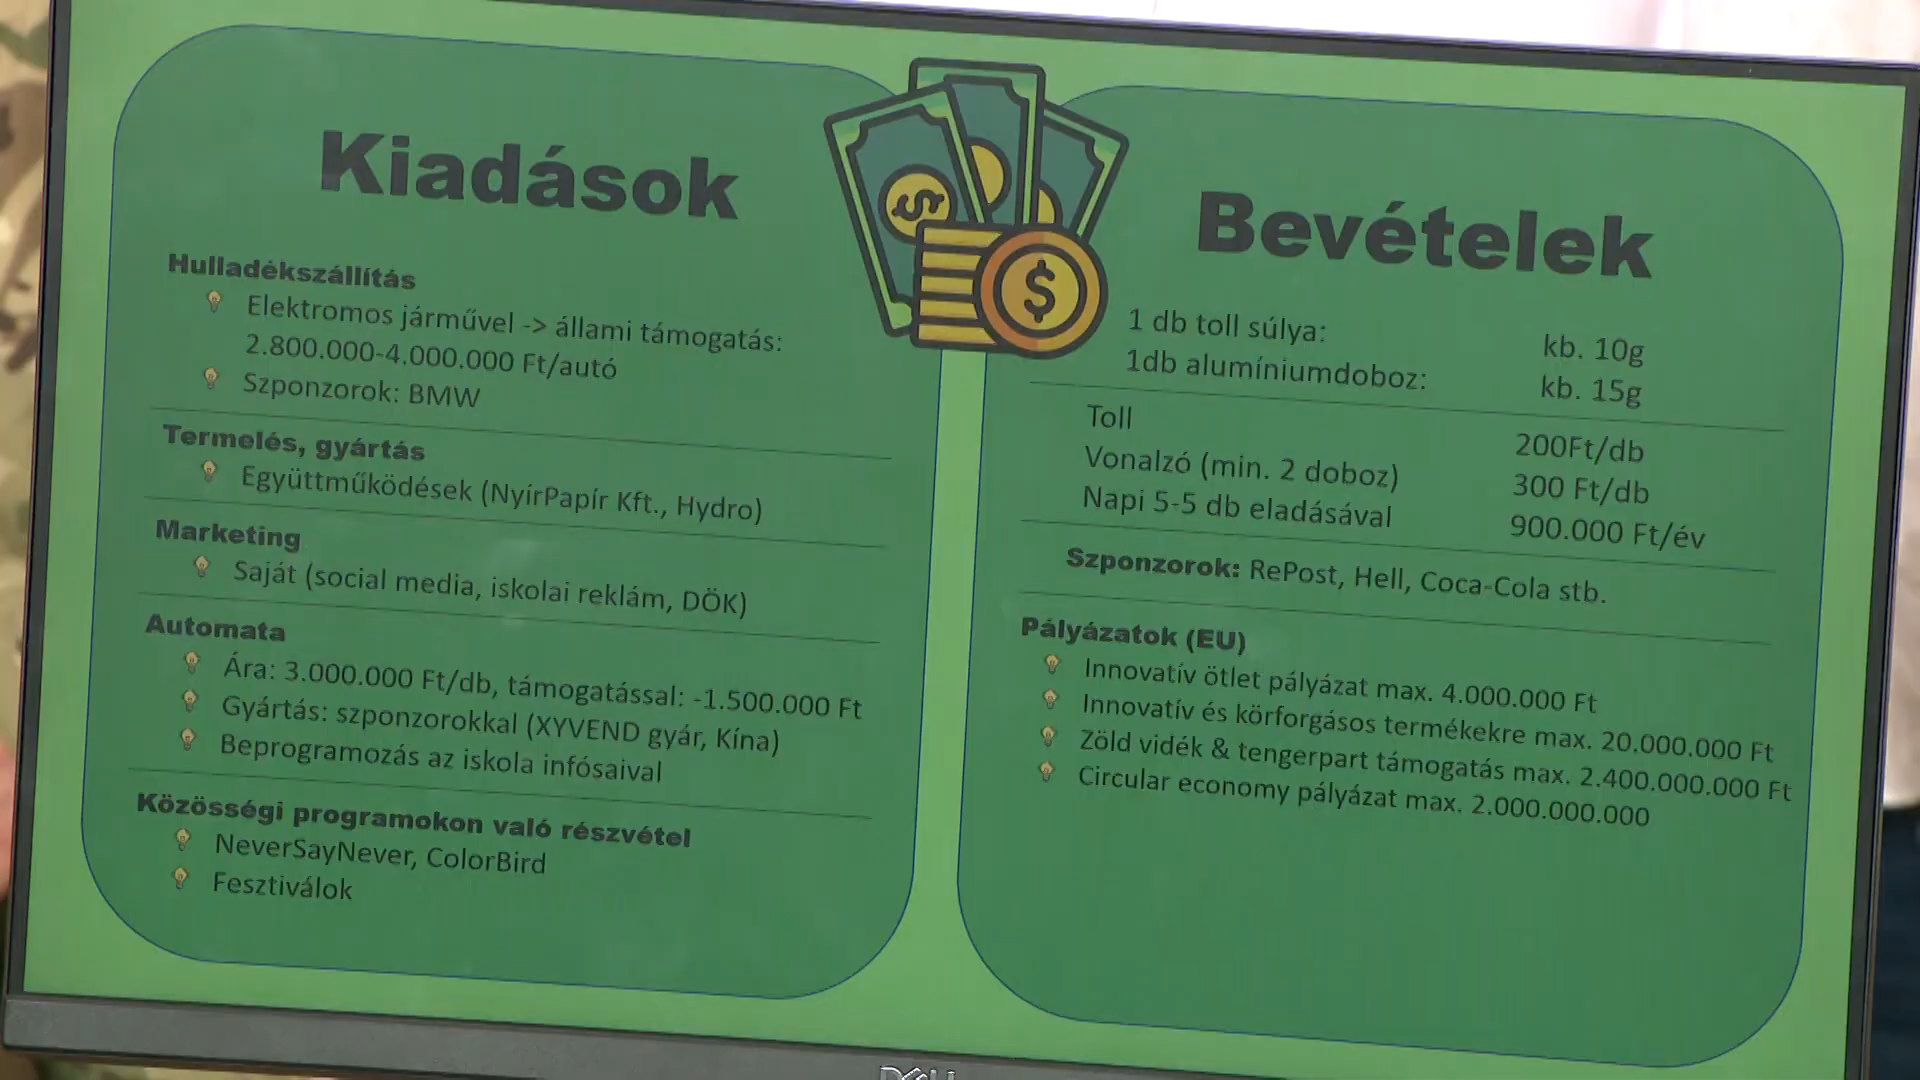 Kiadások
Hulladékszállítás
Elektromos járművel -> állami támogatás:
2.800.000-4.000.000 Ft/autó
Szponzorok: BMW
Termelés, gyártás
Együttműködések (NyírPapír Kft., Hydro)
Marketing
Saját (social media, iskolai reklám, DÖK)
Automata
Ára: 3.000.000 Ft/db, támogatással: -1.500.000 Ft
Gyártás: szponzorokkal (XYVEND gyár, Kína)
Beprogramozás az iskola infósaival
Közösségi programokon való részvétel
NeverSayNever, ColorBird
Fesztiválok
Bevételek
1 db toll súlya: kb. 10g
1db alumíniumdoboz: kb. 15g
Toll 200Ft/db
Vonalzó (min. 2 doboz) 300 Ft/db
Napi 5-5 db eladásával 900.000 Ft/év
Szponzorok: RePost, Hell, Coca-Cola stb.
Pályázatok (EU)
Innovatív ötlet pályázat max. 4.000.000 Ft
Innovatív és körforgásos termékekre max. 20.000.000 Ft
Zöld vidék & tengerpart támogatás max. 2.400.000.000 Ft
Circular economy pályázat max. 2.000.000.000
DELL